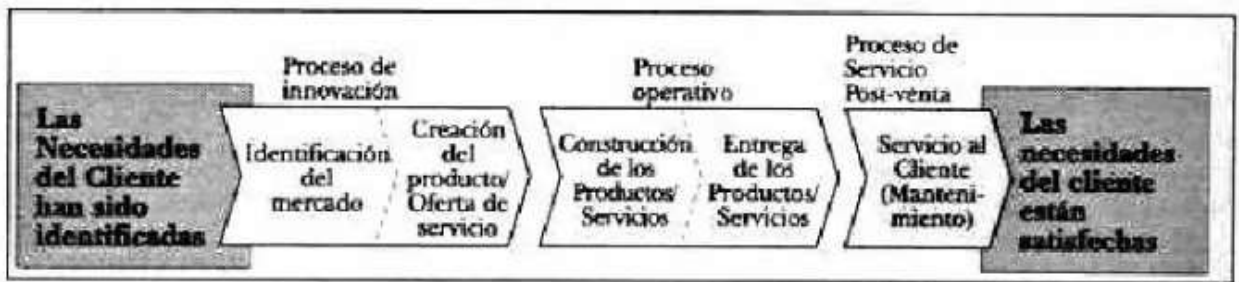 Proceso de
innovación
Proceso
operativo
Proceso de
Servicio
Post-venta
Las
Necesidades
del Cliente
han sido
identificadas
Identificación
del
mercado
Creación
del
producto/
Oferta de
servicio
Construcción
de los
Productos/
Servicios
Entrega
de los
Productos/
Servicios
Servicio al
Cliente
(Manteni-
miento)
Las
necesidades
del cliente
están
satisfechas